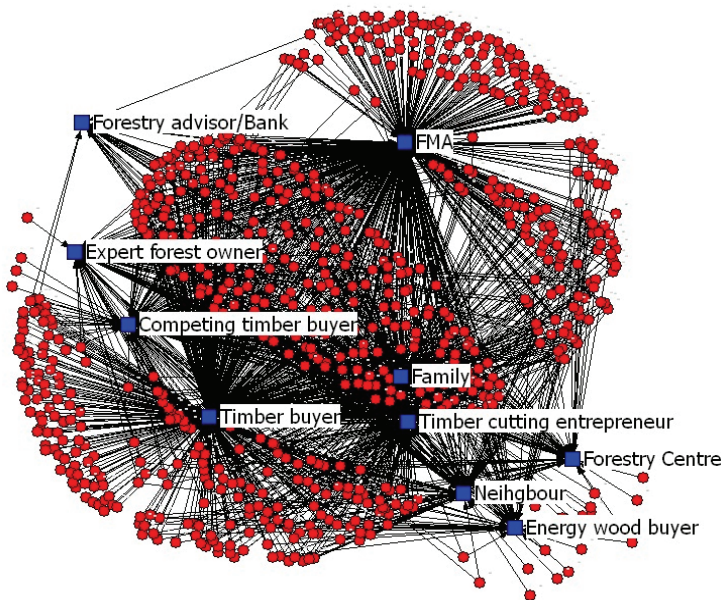 Forestry advisor/Bank
FMA
Expert forest owner
Competing timber buyer
Family
Timber buyer
Timber cutting entrepreneur
Forestry Centre
Neihgbour
Energy wood buyer